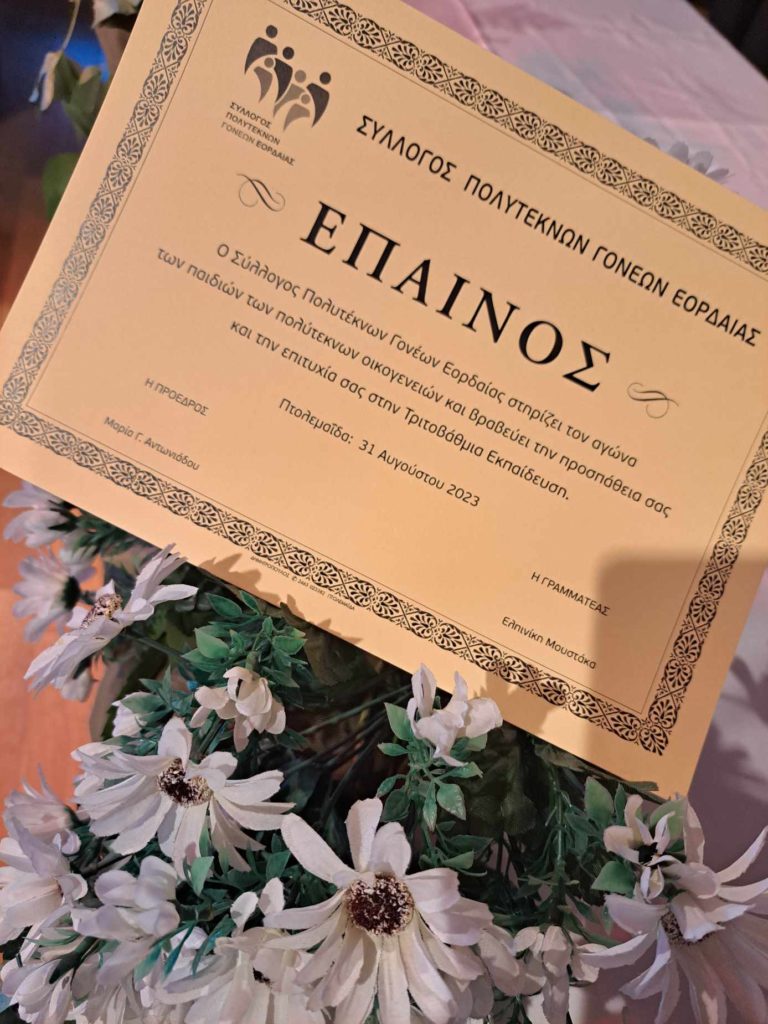 ΣΥΛΛΟΓΟΣ
ΠΟΛΥΤΕΚΝΩΝ
ΓΟΝΕΩΝ ΕΟΡΔΑΙΑΣ
ΣΥΛΛΟΓΟΣ ΠΟΛΥΤΕΚΝΩΝ ΓΟΝΕΩΝ ΕΟΡΔΑΙΑΣ
ΕΠΑΙΝΟΣ
Ο Σύλλογος Πολυτέκνων Γονέων Εορδαίας στηρίζει τον αγώνα
των παιδιών των πολύτεκνων οικογενειών και βραβεύει την προσπάθεια σας
και την επιτυχία σας στην Τριτοβάθμια Εκπαίδευση.
Πτολεμαΐδα: 31 Αυγούστου 2023
Η ΠΡΟΕΔΡΟΣ
Μαρία Γ. Αντωνιάδου
Η ΓΡΑΜΜΑΤΕΑΣ
Ελπινίκη Μουστάκα